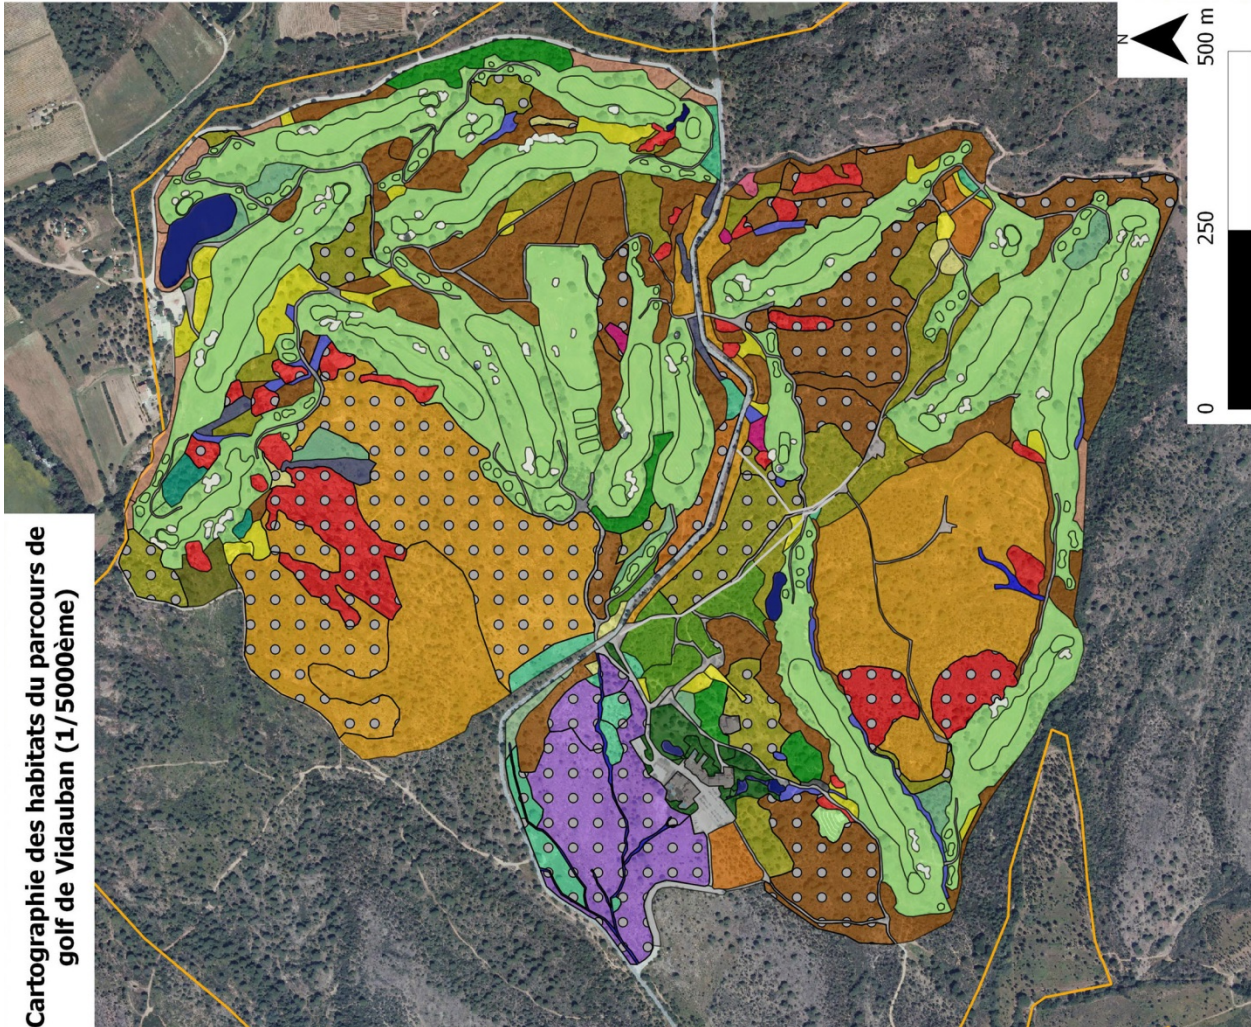 Cartographie des habitats du parcours de
golf de Vidauban (1/5000ème)
N
0 250 500 m